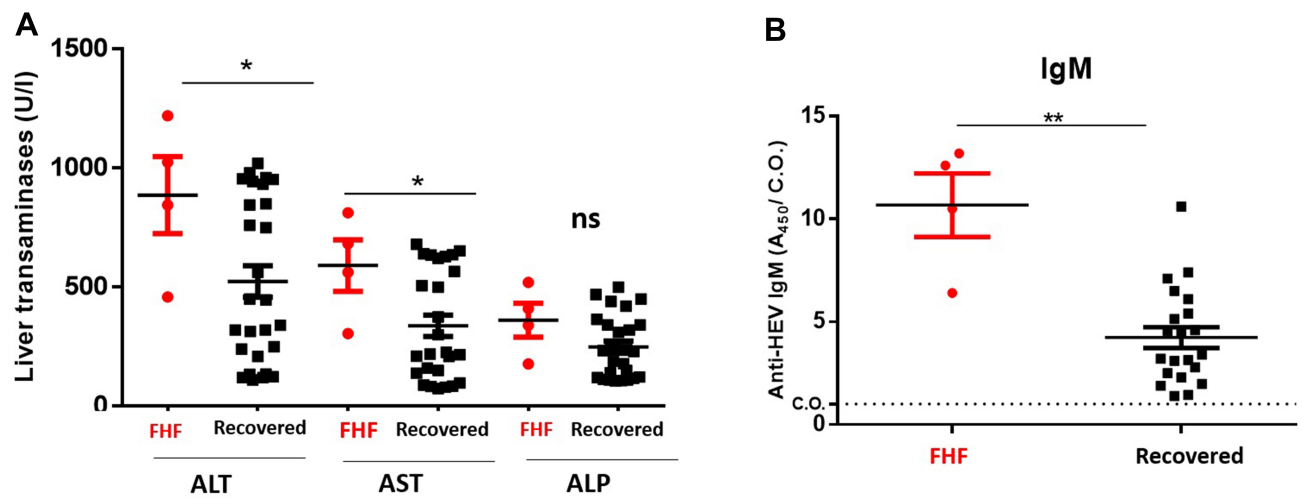 A
Liver transaminases (U/l)
1500
1000
500
0
*
*
ns
FHF Recovered FHF Recovered FHF Recovered
ALT AST ALP
B
IgM
Anti-HEV IgM (A450/ C.O.)
15
10
5
C.O.
0
**
FHF Recovered